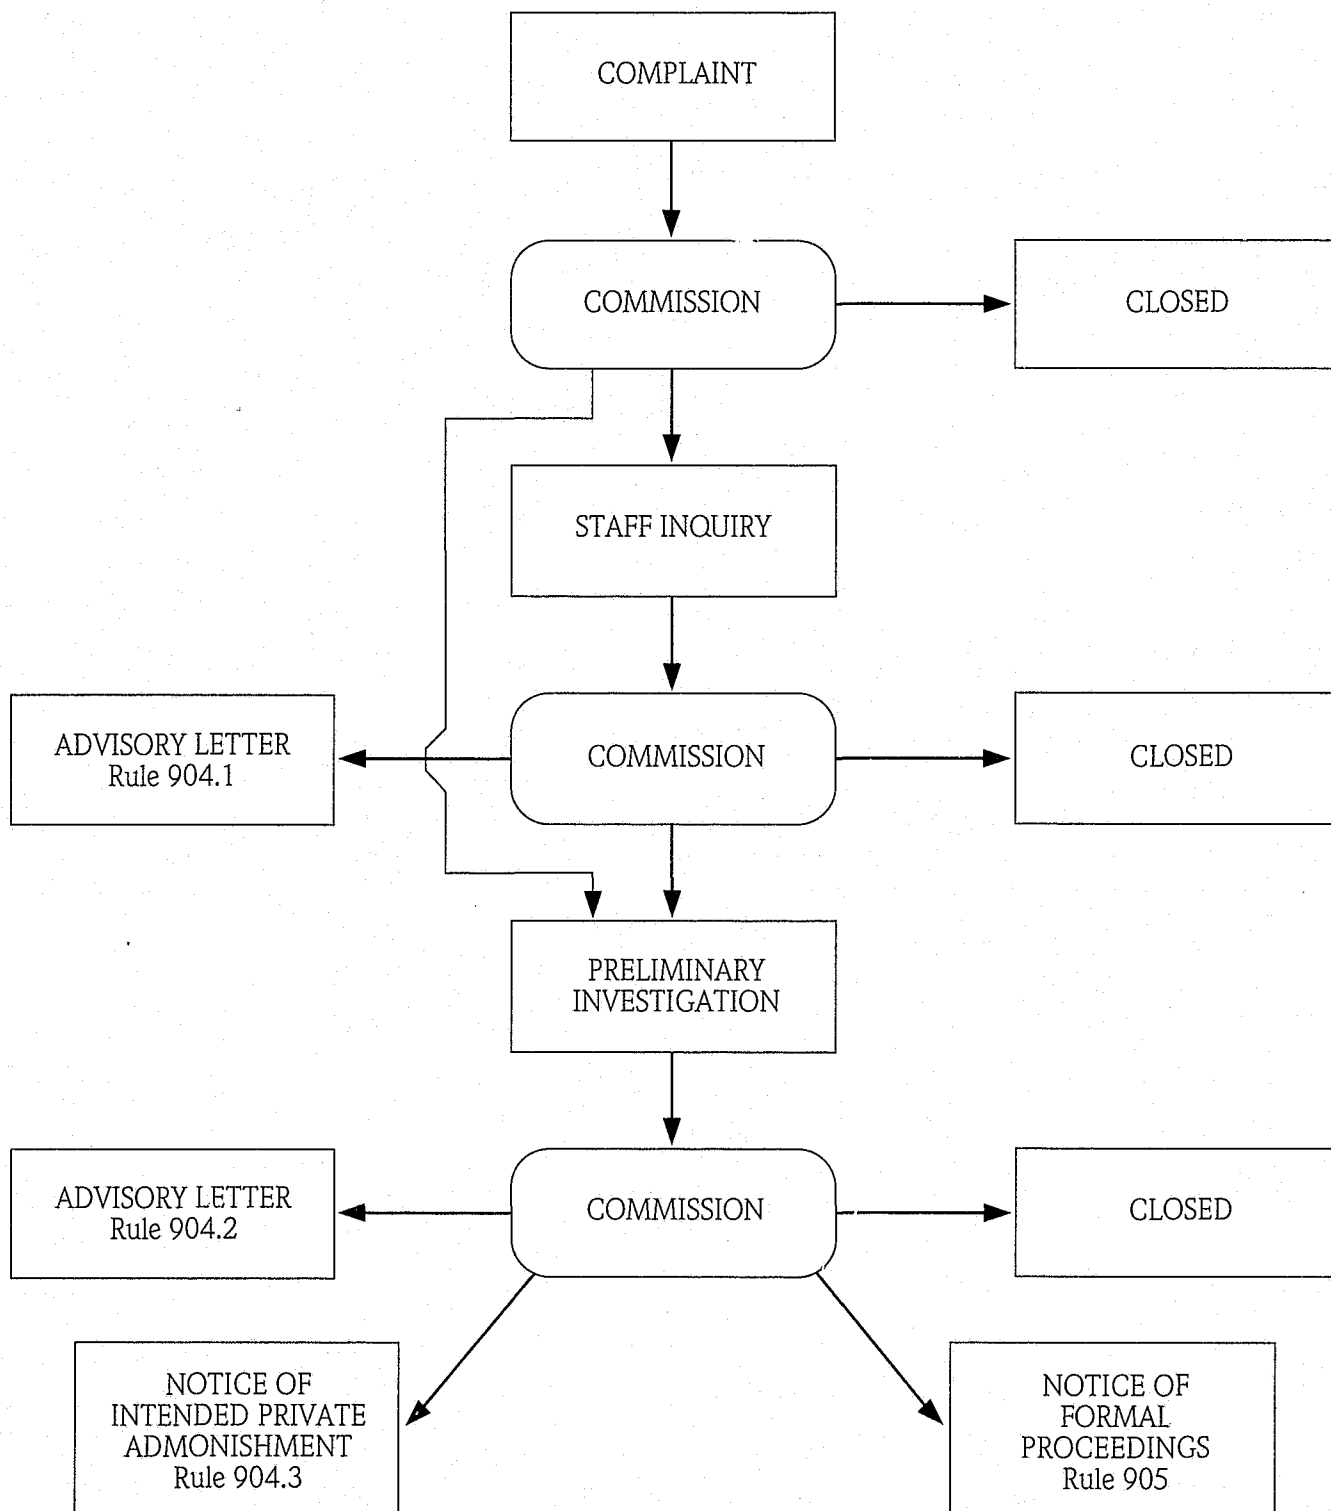 COMPLAINT
COMMISSION
CLOSED
STAFF INQUIRY
ADVISORY LETTER
Rule 904.1
COMMISSION
CLOSED
PRELIMINARY
INVESTIGATION
ADVISORY LETTER
Rule 904.2
COMMISSION
CLOSED
NOTICE OF
INTENDED PRIVATE
ADMONISHMENT
Rule 904.3
NOTICE OF
FORMAL
PROCEEDINGS
Rule 905